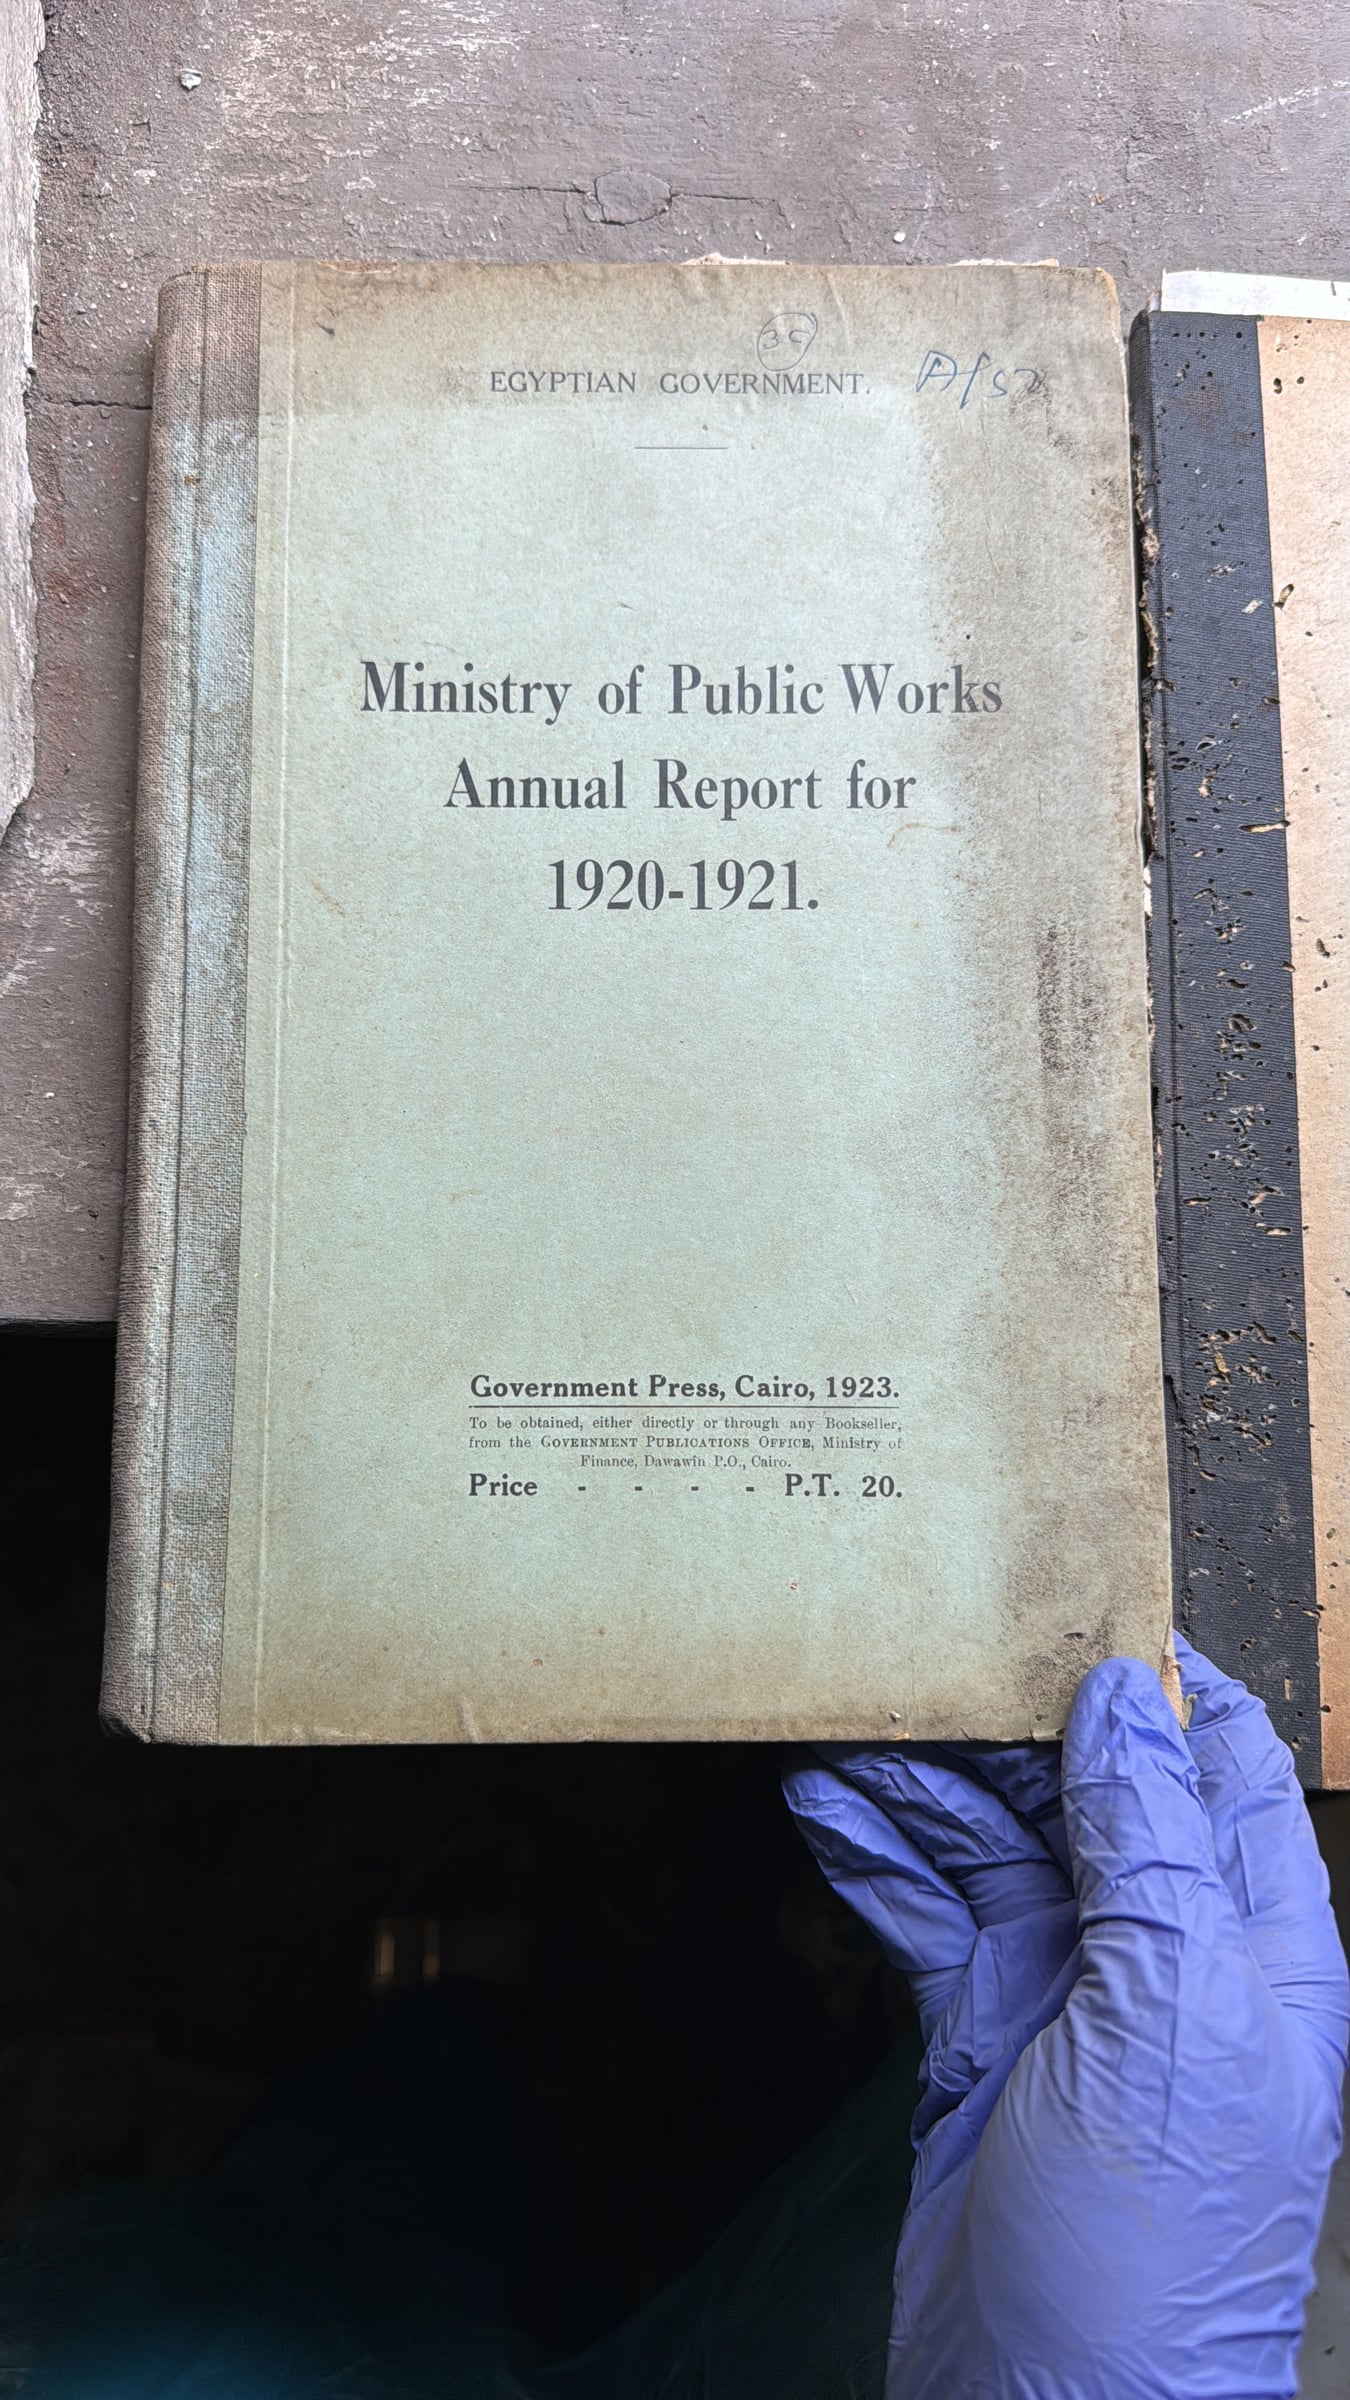 EGYPTIAN GOVERNMENT.
Ministry of Public Works
Annual Report for
1920-1921.
Government Press, Cairo, 1923.
To be obtained, either directly or through any Bookseller,
from the GOVERNMENT PUBLICATIONS OFFICE, Ministry of
Finance, Dawawîn P.O., Cairo.
Price - - - - P.T. 20.